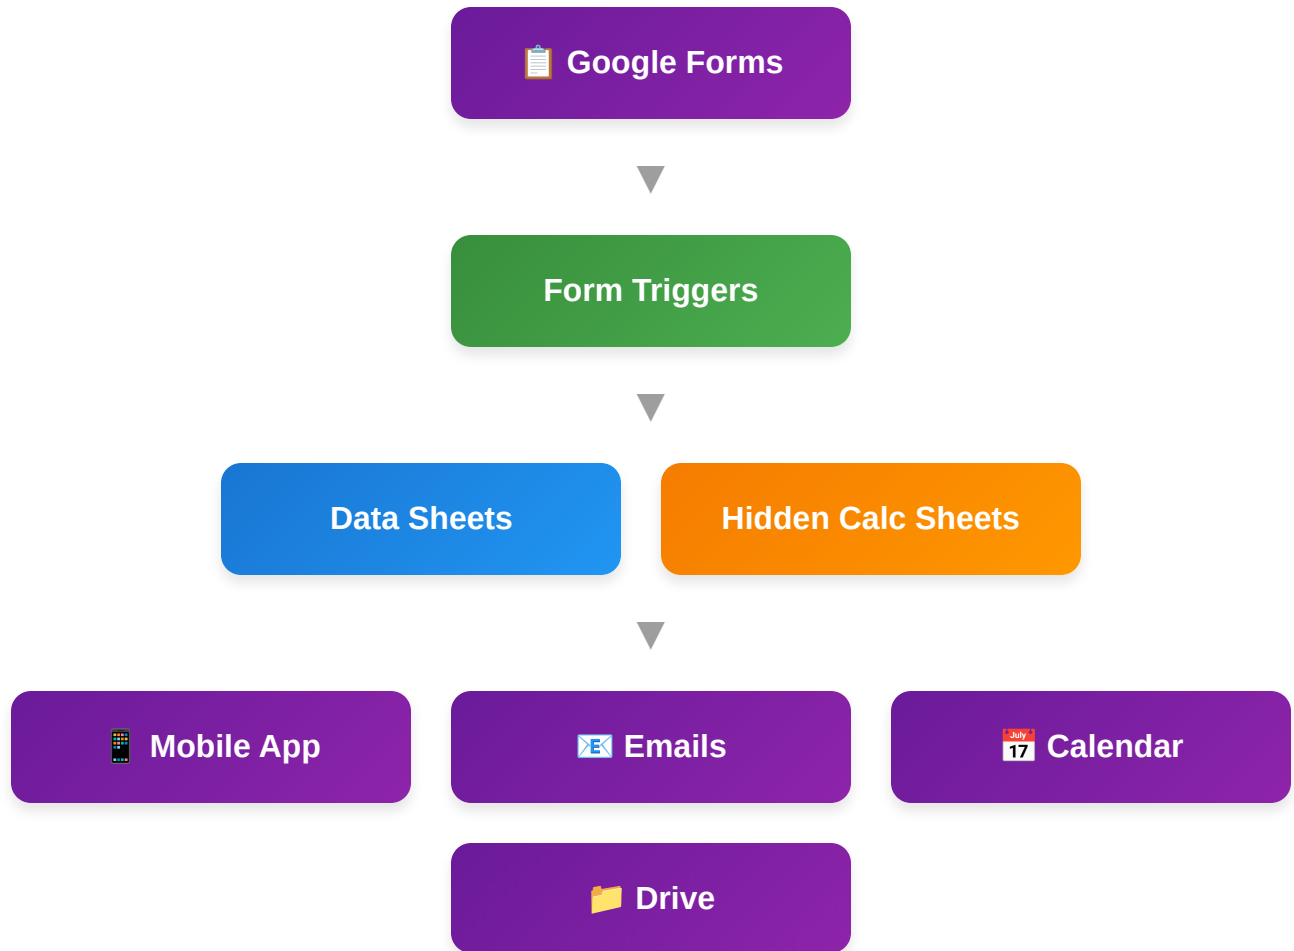 📋 Google Forms
▼
Form Triggers
▼
Data Sheets
Hidden Calc Sheets
▼
📱 Mobile App
📧 Emails
📅 Calendar
📁 Drive